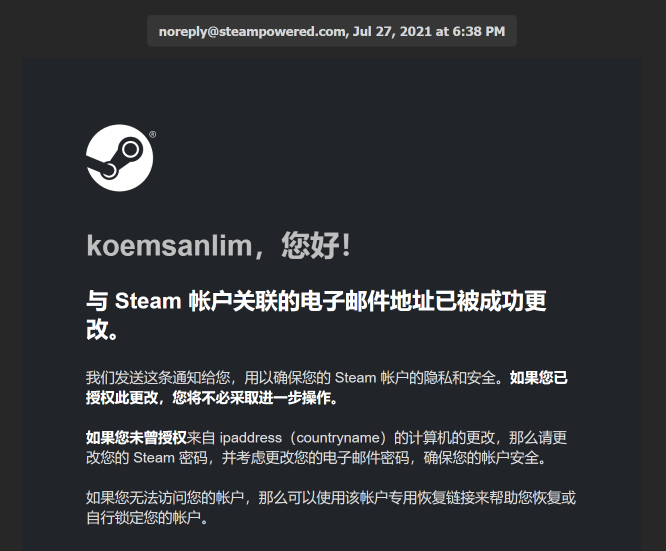 noreply@steampowered.com, Jul 27, 2021 at 6:38 PM
®
koemsanlim，您好！
与 Steam 帐户关联的电子邮件地址已被成功更
改。
我们发送这条通知给您，用以确保您的 Steam 帐户的隐私和安全。如果您已
授权此更改，您将不必采取进一步操作。
如果您未曾授权来自 ipaddress（countryname）的计算机的更改，那么请更
改您的 Steam 密码，并考虑更改您的电子邮件密码，确保您的帐户安全。
如果您无法访问您的帐户，那么可以使用该帐户专用恢复链接来帮助您恢复或
自行锁定您的帐户。